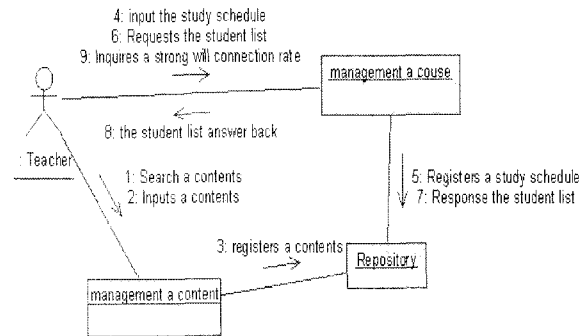 4: input the study schedule
6: Requests the student list
9: Inquires a strong will connection rate
management a couse
8: the student list answer back
: Teacher
1: Search a contents
2: Inputs a contents
5: Registers a study schedule
7: Response the student list
3: registers a contents
Repository
management a content